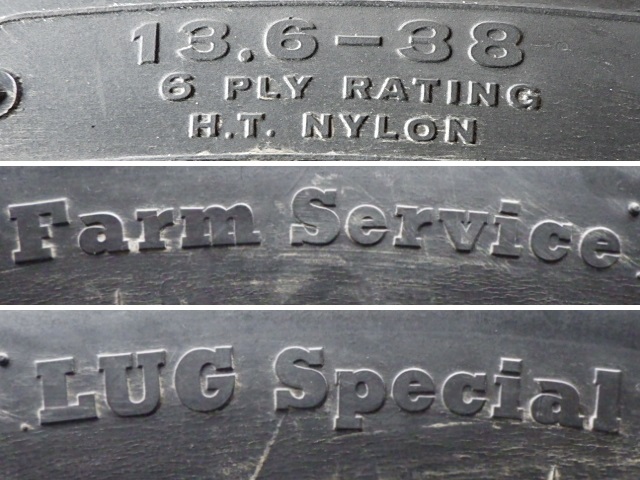 13.6-38
6 PLY RATING
H.T. NYLON
Farm Service
LUG Special